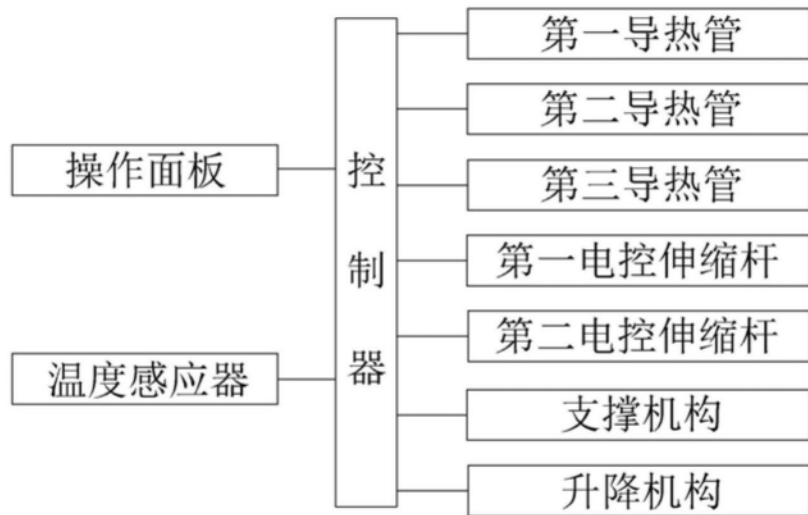 操作面板
温度感应器
控制器
第一导热管
第二导热管
第三导热管
第一电控伸缩杆
第二电控伸缩杆
支撑机构
升降机构